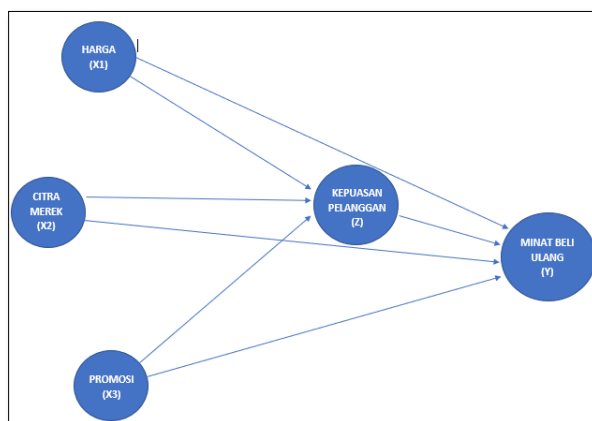 HARGA
(X1)
CITRA
MEREK
(X2)
KEPUASAN
PELANGGAN
(Z)
MINAT BELI
ULANG
(Y)
PROMOSI
(X3)